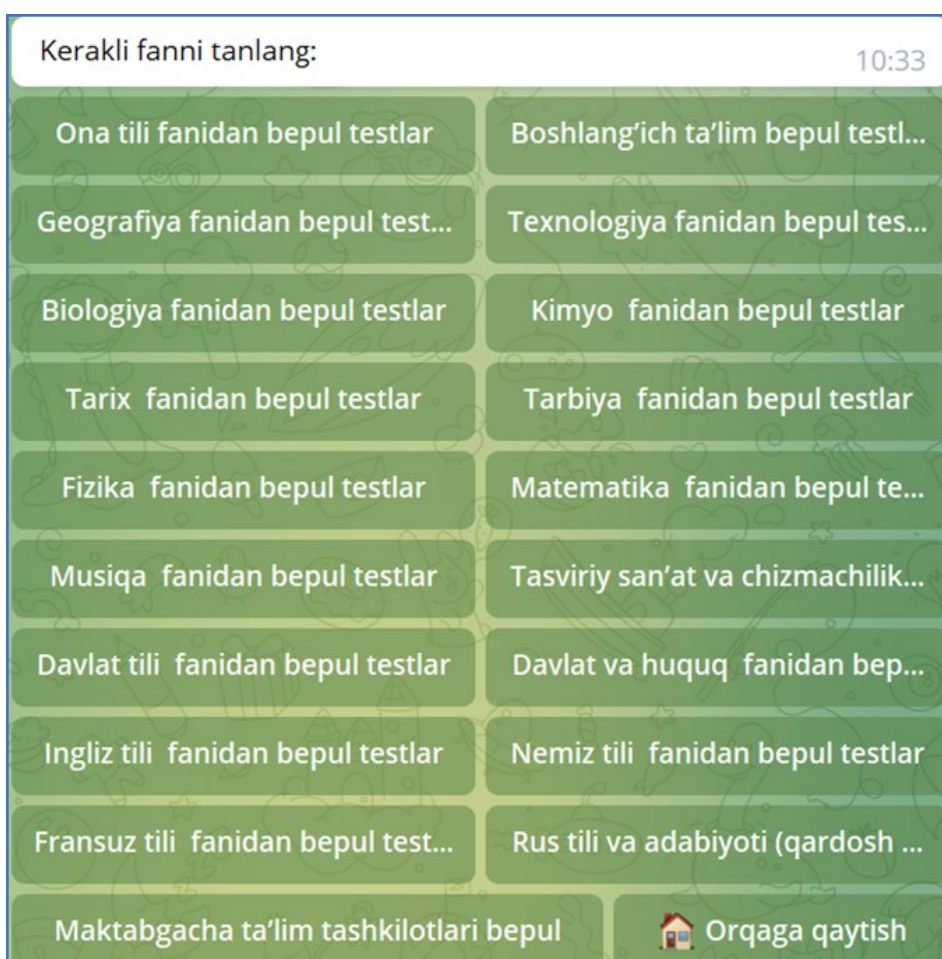 Kerakli fanni tanlang:
10:33
Ona tili fanidan bepul testlar
Boshlang’ich ta’lim bepul testl...
Geografiya fanidan bepul test...
Texnologiya fanidan bepul tes...
Biologiya fanidan bepul testlar
Kimyo  fanidan bepul testlar
Tarix  fanidan bepul testlar
Tarbiya  fanidan bepul testlar
Fizika  fanidan bepul testlar
Matematika  fanidan bepul te...
Musiqa  fanidan bepul testlar
Tasviriy san’at va chizmachilik...
Davlat tili  fanidan bepul testlar
Davlat va huquq  fanidan bep...
Ingliz tili  fanidan bepul testlar
Nemiz tili  fanidan bepul testlar
Fransuz tili  fanidan bepul test...
Rus tili va adabiyoti (qardosh ...
Maktabgacha ta’lim tashkilotlari bepul
Orqaga qaytish